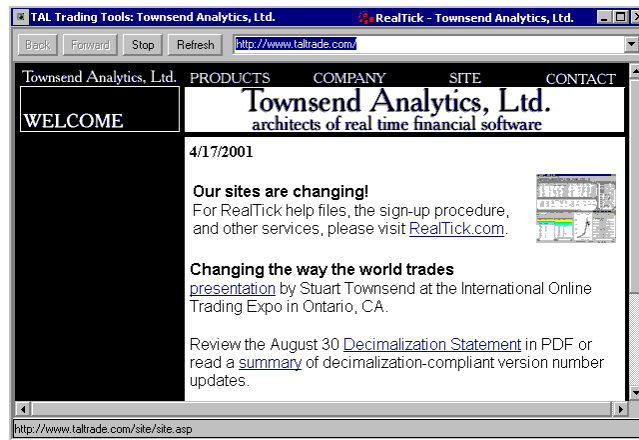 TAL Trading Tools: Townsend Analytics, Ltd. RealTick - Townsend Analytics, Ltd.
Back Forward Stop Refresh http://www.taltrade.com/
Townsend Analytics, Ltd. PRODUCTS COMPANY SITE CONTACT
WELCOME
Townsend Analytics, Ltd.
architects of real time financial software
4/17/2001
Our sites are changing!
For RealTick help files, the sign-up procedure,
and other services, please visit RealTick.com.
Changing the way the world trades
presentation by Stuart Townsend at the International Online
Trading Expo in Ontario, CA.
Review the August 30 Decimalization Statement in PDF or
read a summary of decimalization-compliant version number
updates.
http://www.taltrade.com/site/site.asp